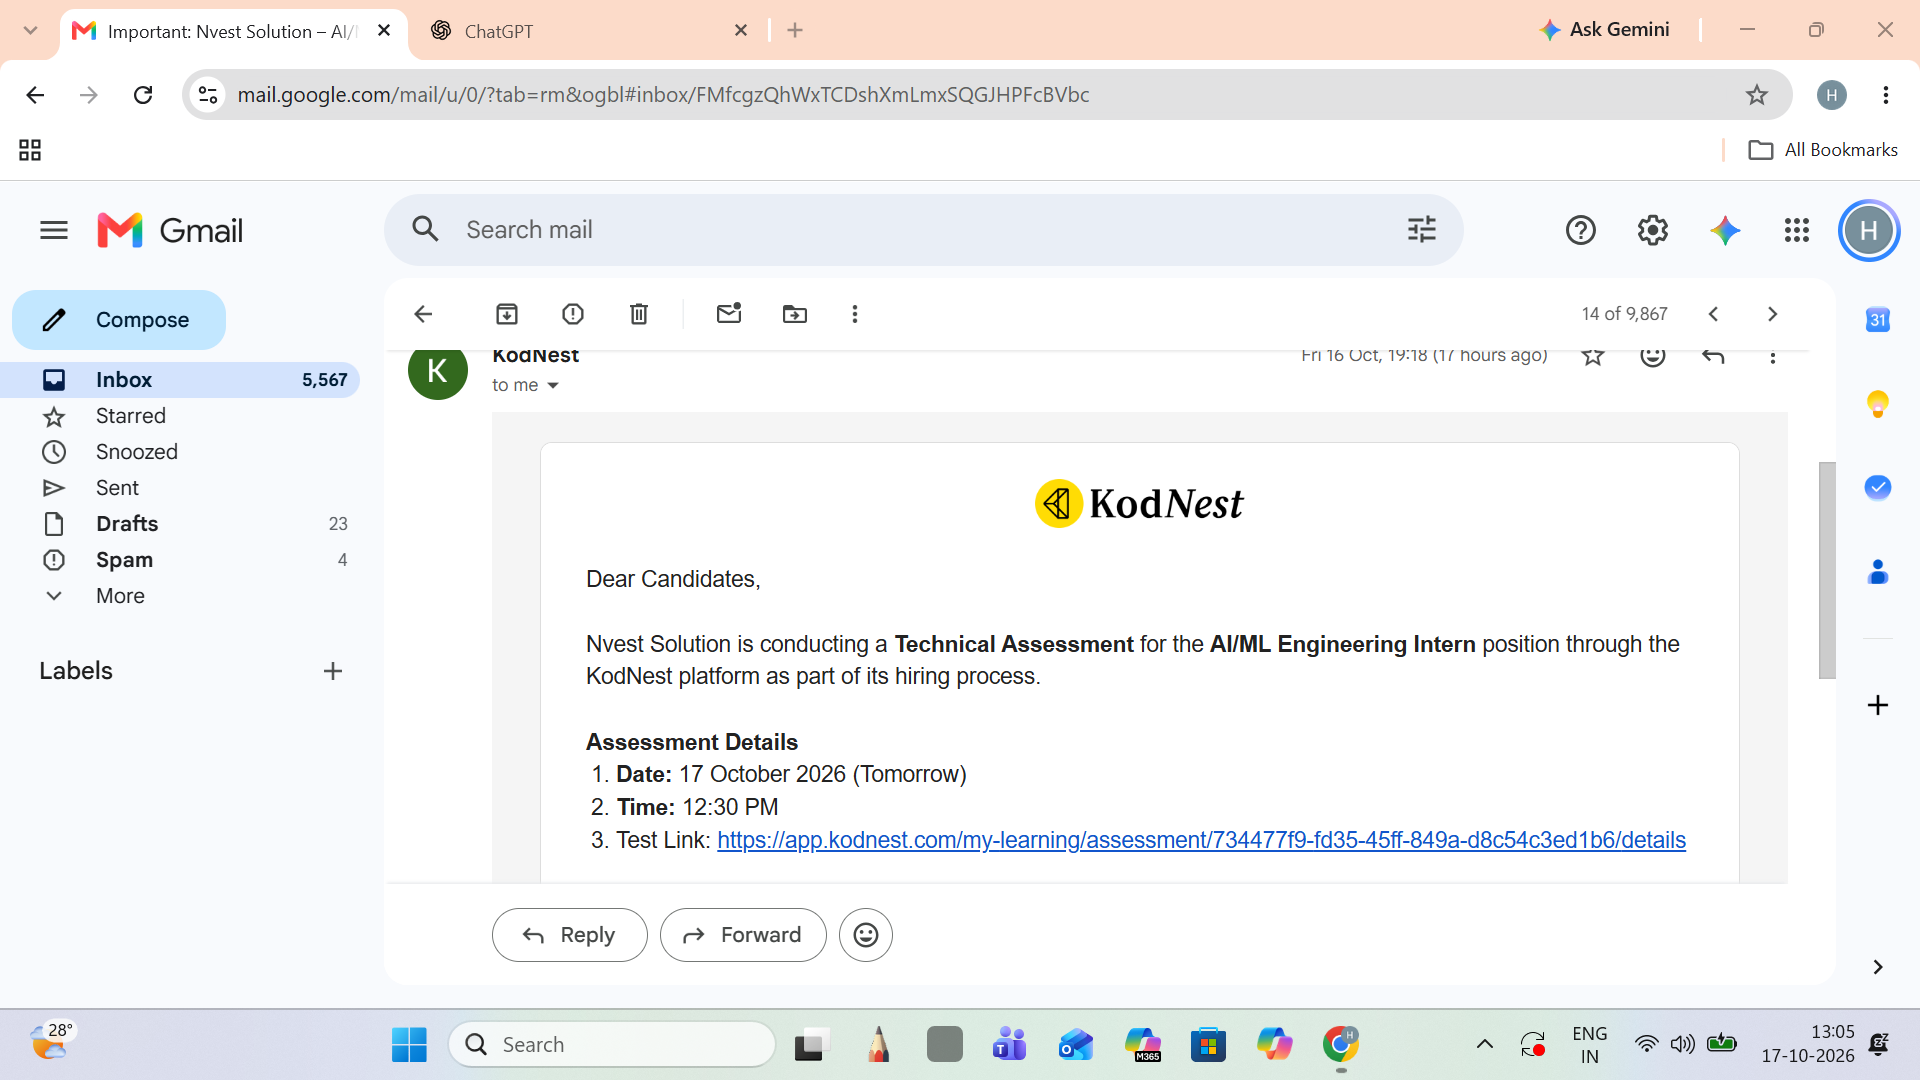 Important: Nvest Solution – AI/
ChatGPT
Ask Gemini
mail.google.com/mail/u/0/?tab=rm&ogbl#inbox/FMfcgzQhWxTCDshXmLmxSQGJHPFcBVbc
H
All Bookmarks
Gmail
Search mail
H
Compose
14 of 9,867
31
Inbox 5,567
Starred
Snoozed
Sent
Drafts 23
Spam 4
More
Labels
K
KodNest
Fri 16 Oct, 19:18 (17 hours ago)
to me
KodNest
Dear Candidates,
Nvest Solution is conducting a Technical Assessment for the AI/ML Engineering Intern position through the
KodNest platform as part of its hiring process.
Assessment Details
1. Date: 17 October 2026 (Tomorrow)
2. Time: 12:30 PM
3. Test Link: https://app.kodnest.com/my-learning/assessment/734477f9-fd35-45ff-849a-d8c54c3ed1b6/details
Reply
Forward
28°
Search
T
M365
H
ENG
IN
13:05
17-10-2026